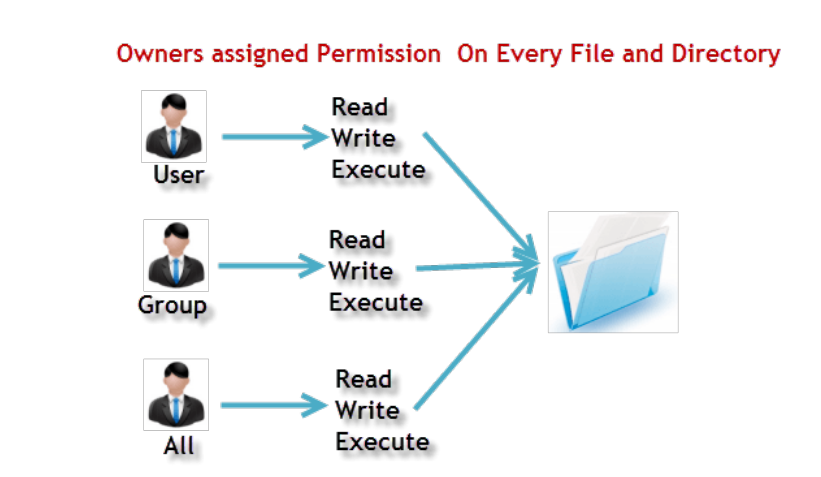 Owners assigned Permission On Every File and Directory
User
Read
Write
Execute
Group
Read
Write
Execute
All
Read
Write
Execute